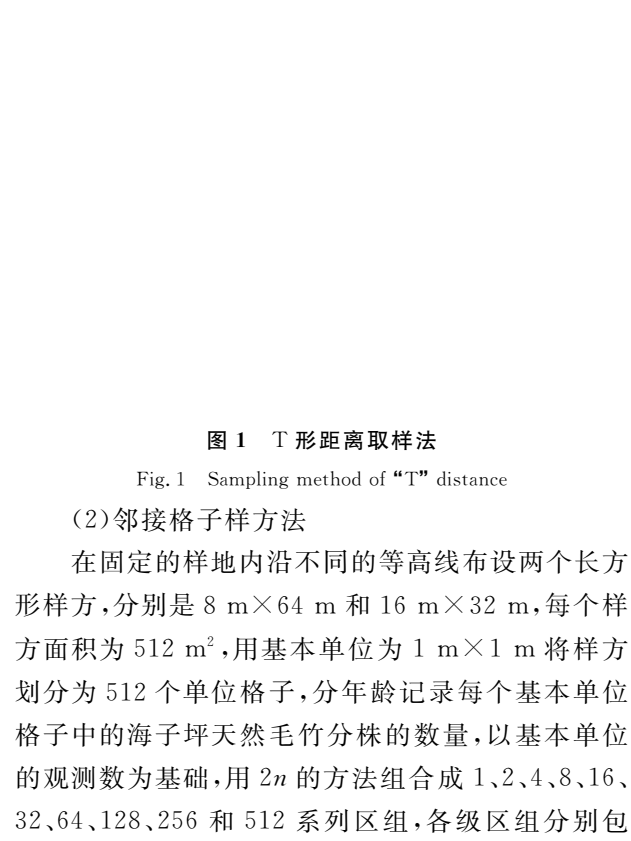 图 1 T 形距离取样法
Fig. 1 Sampling method of “T” distance
(2)邻接格子样方法
在固定的样地内沿不同的等高线布设两个长方
形样方,分别是 8 m×64 m 和 16 m×32 m,每个样
方面积为 512 m²,用基本单位为 1 m×1 m 将样方
划分为 512 个单位格子,分年龄记录每个基本单位
格子中的海子坪天然毛竹分株的数量,以基本单位
的观测数为基础,用 2n 的方法组合成 1、2、4、8、16、
32、64、128、256 和 512 系列区组,各级区组分别包